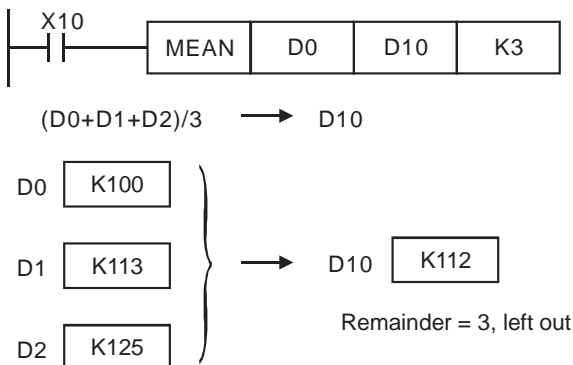 X10
MEAN D0 D10 K3
(D0+D1+D2)/3 → D10
D0 K100
D1 K113
D10 K112
Remainder = 3, left out
D2 K125